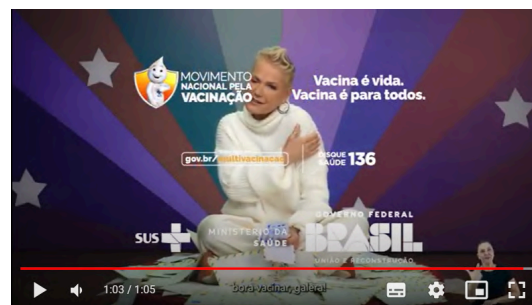 MOVIMENTO
NACIONAL PELA
VACINAÇÃO
Vacina é vida.
Vacina é para todos.
gov.br/multivacinacao
DISQUE
SAÚDE 136
SUS
MINISTÉRIO DA
SAÚDE
GOVERNO FEDERAL
BRASIL
UNIÃO E RECONSTRUÇÃO
bora vacinar, galera!
1:03 / 1:05